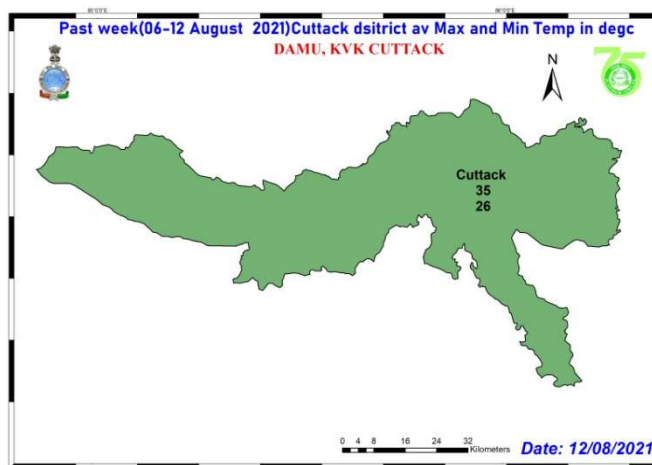 Past week(06-12 August 2021)Cuttack dsitrict av Max and Min Temp in degc
DAMU, KVK CUTTACK
N
75
Cuttack
35
26
0 4 8 16 24 32
Kilometers
Date: 12/08/2021